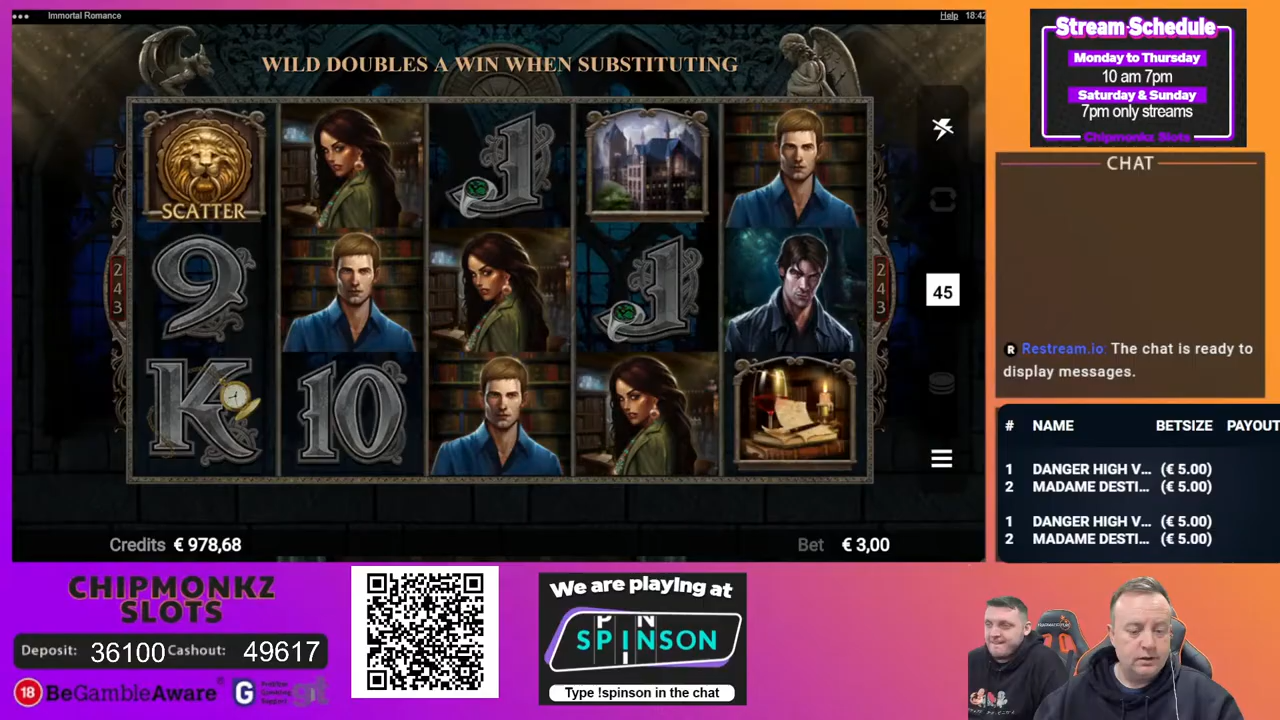 Immortal Romance
Help 18:42
WILD DOUBLES A WIN WHEN SUBSTITUTING
J
SCATTER
9
J
K
10
243
243
45
Credits € 978,68
Bet € 3,00
Stream Schedule
Monday to Thursday
10 am 7pm
Saturday & Sunday
7pm only streams
Chipmonkz Slots
CHAT
Restream.io: The chat is ready to
display messages.
# NAME BETSIZE PAYOUT
1 DANGER HIGH V... (€ 5.00)
2 MADAME DESTI... (€ 5.00)
1 DANGER HIGH V... (€ 5.00)
2 MADAME DESTI... (€ 5.00)
CHIPMONKZ
SLOTS
Deposit: 36100 Cashout: 49617
18 BeGambleAware
We are playing at
SPINSON
Type !spinson in the chat